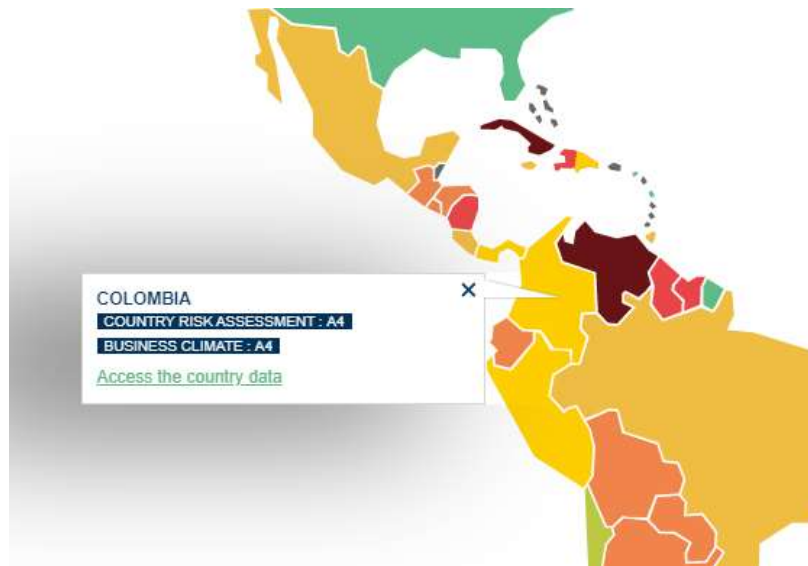 COLOMBIA
COUNTRY RISK ASSESSMENT : A4
BUSINESS CLIMATE : A4
Access the country data